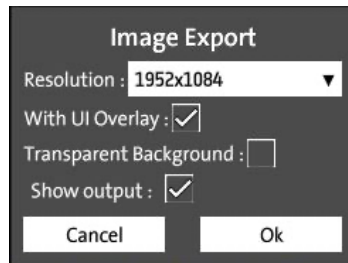 Image Export
Resolution : 1952x1084
With UI Overlay :
Transparent Background :
Show output :
Cancel Ok